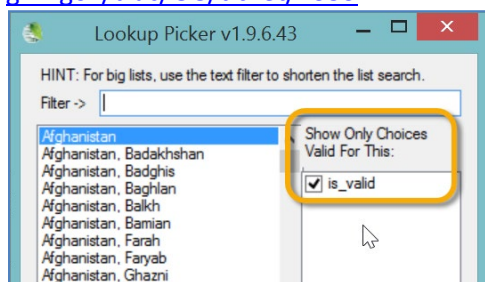 Lookup Picker v1.9.6.43
HINT: For big lists, use the text filter to shorten the list search.
Filter ->
Afghanistan
Afghanistan, Badakhshan
Afghanistan, Badghis
Afghanistan, Baghlan
Afghanistan, Balkh
Afghanistan, Bamian
Afghanistan, Farah
Afghanistan, Faryab
Afghanistan, Ghazni
Show Only Choices
Valid For This:
is_valid